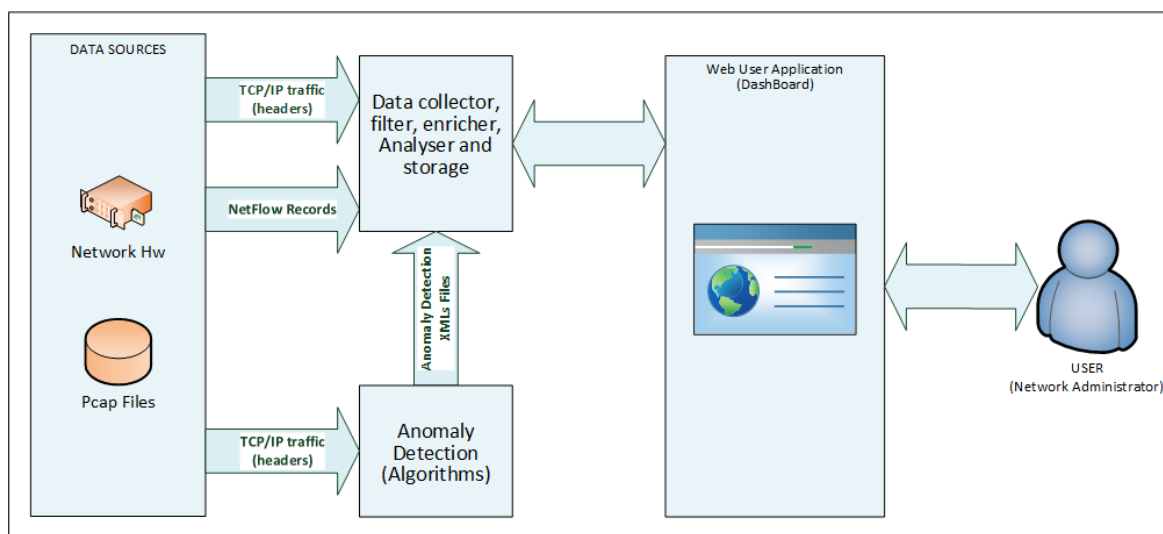 DATA SOURCES
TCP/IP traffic
(headers)
NetFlow Records
Network Hw
Pcap Files
TCP/IP traffic
(headers)
Data collector,
filter, enricher,
Analyser and
storage
Anomaly Detection
XMLs Files
Anomaly
Detection
(Algorithms)
Web User Application
(DashBoard)
USER
(Network Administrator)